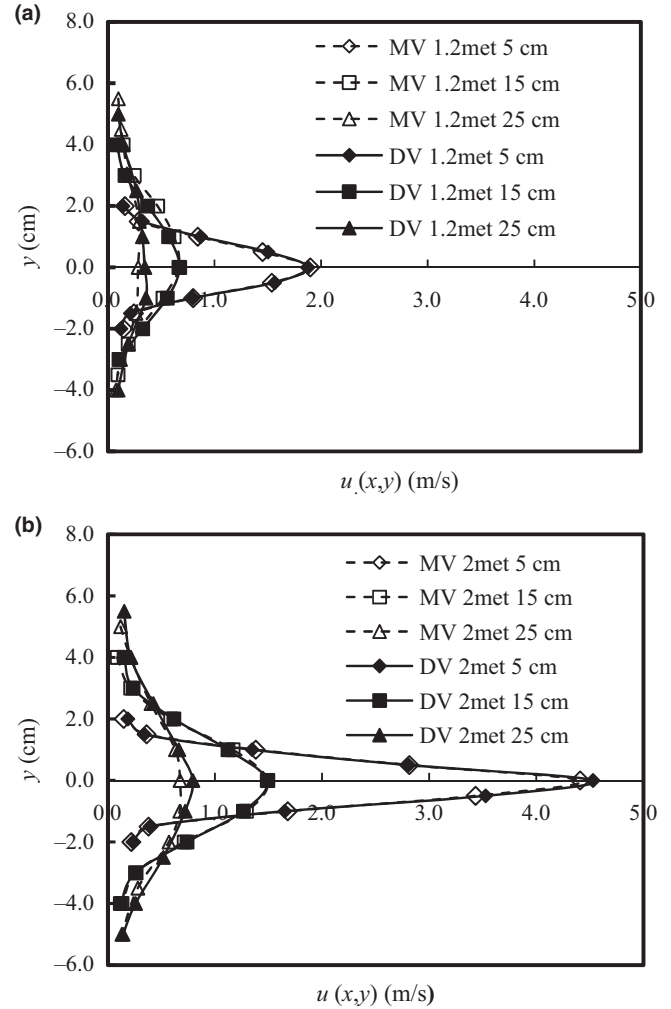 (a)
8.0
6.0
4.0
2.0
0.0
–2.0
–4.0
–6.0
y (cm)
MV 1.2met 5 cm
MV 1.2met 15 cm
MV 1.2met 25 cm
DV 1.2met 5 cm
DV 1.2met 15 cm
DV 1.2met 25 cm
0.0 1.0 2.0 3.0 4.0 5.0
u (x,y) (m/s)
(b)
8.0
6.0
4.0
2.0
0.0
–2.0
–4.0
–6.0
y (cm)
MV 2met 5 cm
MV 2met 15 cm
MV 2met 25 cm
DV 2met 5 cm
DV 2met 15 cm
DV 2met 25 cm
0.0 1.0 2.0 3.0 4.0 5.0
u (x,y) (m/s)